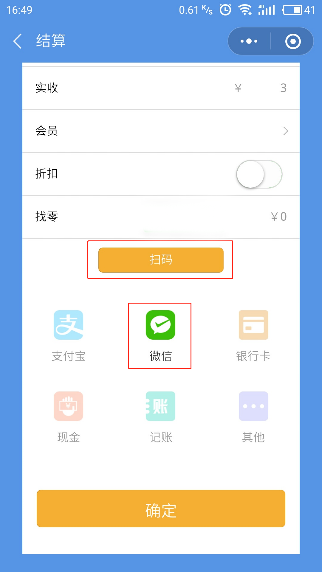 16:49 0.61 K/s 41
结算
实收 ￥ 3
会员
折扣
找零 ￥0
扫码
支付宝 微信 银行卡
现金 记账 其他
确定